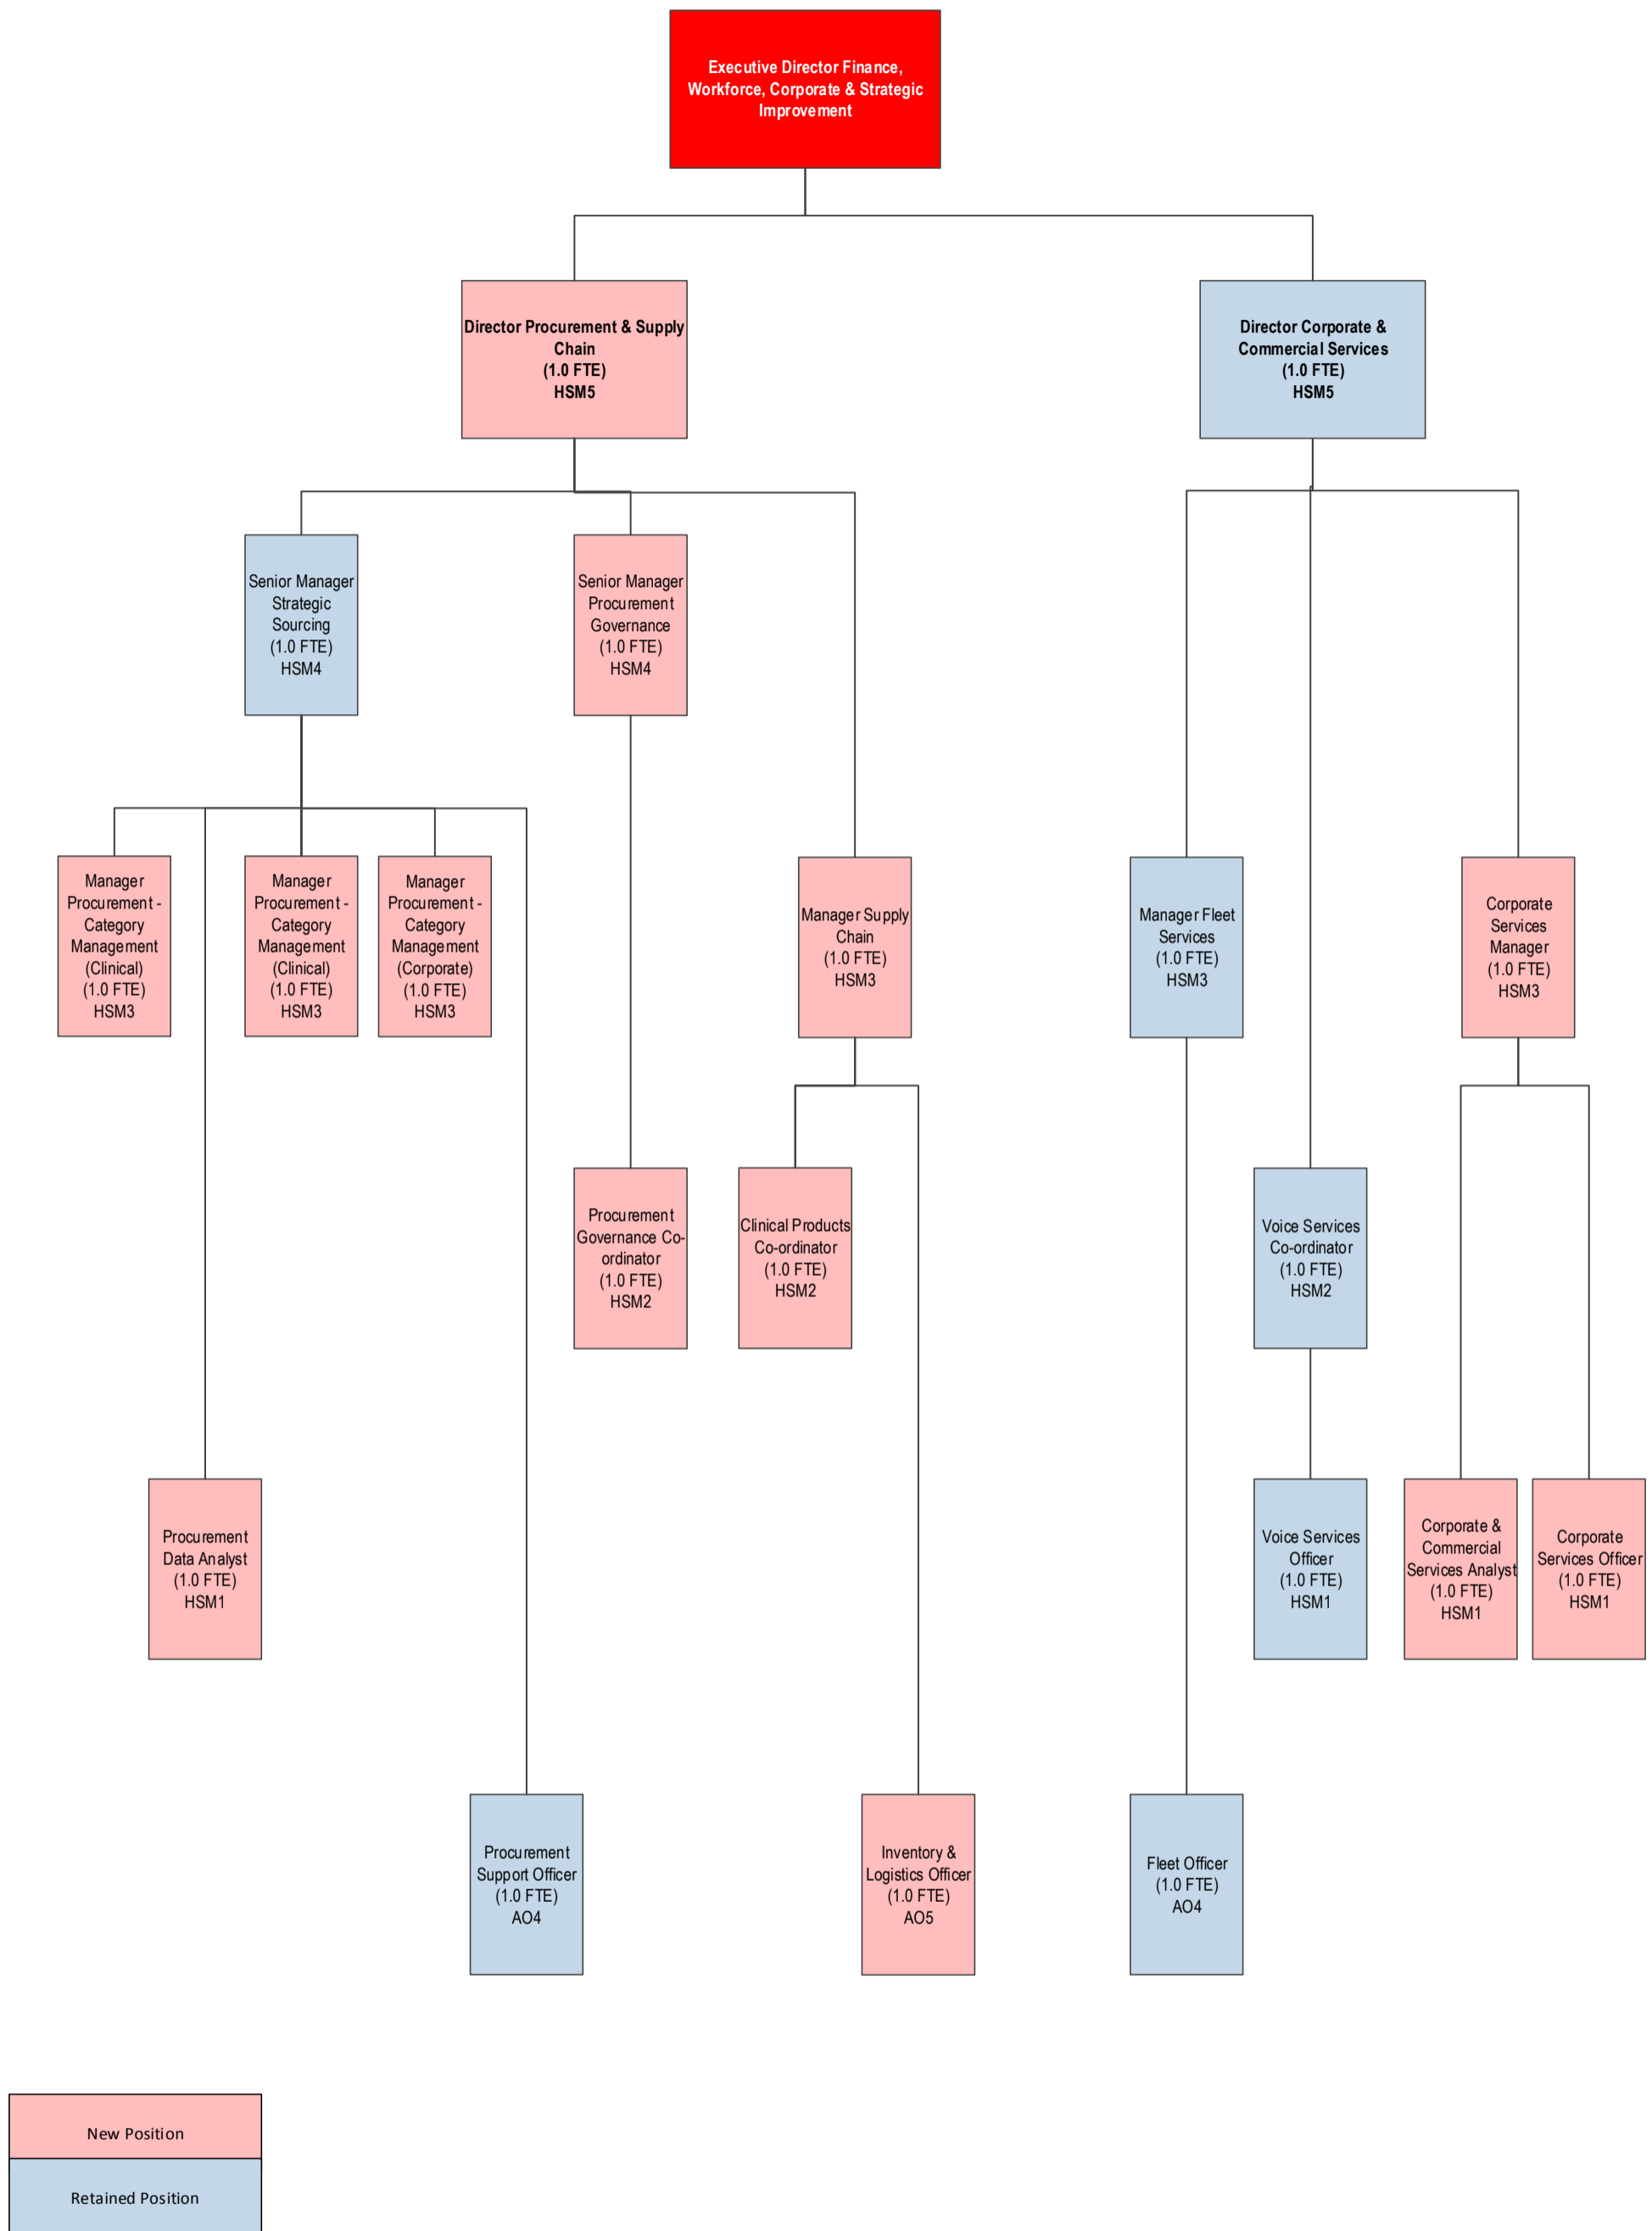 Executive Director Finance,
Workforce, Corporate & Strategic
Improvement
Director Procurement & Supply
Chain
(1.0 FTE)
HSM5
Director Corporate &
Commercial Services
(1.0 FTE)
HSM5
Senior Manager
Strategic
Sourcing
(1.0 FTE)
HSM4
Senior Manager
Procurement
Governance
(1.0 FTE)
HSM4
Manager
Procurement -
Category
Management
(Clinical)
(1.0 FTE)
HSM3
Manager
Procurement -
Category
Management
(Clinical)
(1.0 FTE)
HSM3
Manager
Procurement -
Category
Management
(Corporate)
(1.0 FTE)
HSM3
Manager Supply
Chain
(1.0 FTE)
HSM3
Manager Fleet
Services
(1.0 FTE)
HSM3
Corporate
Services
Manager
(1.0 FTE)
HSM3
Procurement
Governance Co-
ordinator
(1.0 FTE)
HSM2
Clinical Products
Co-ordinator
(1.0 FTE)
HSM2
Voice Services
Co-ordinator
(1.0 FTE)
HSM2
Procurement
Data Analyst
(1.0 FTE)
HSM1
Voice Services
Officer
(1.0 FTE)
HSM1
Corporate &
Commercial
Services Analyst
(1.0 FTE)
HSM1
Corporate
Services Officer
(1.0 FTE)
HSM1
Procurement
Support Officer
(1.0 FTE)
AO4
Inventory &
Logistics Officer
(1.0 FTE)
AO5
Fleet Officer
(1.0 FTE)
AO4
New Position
Retained Position